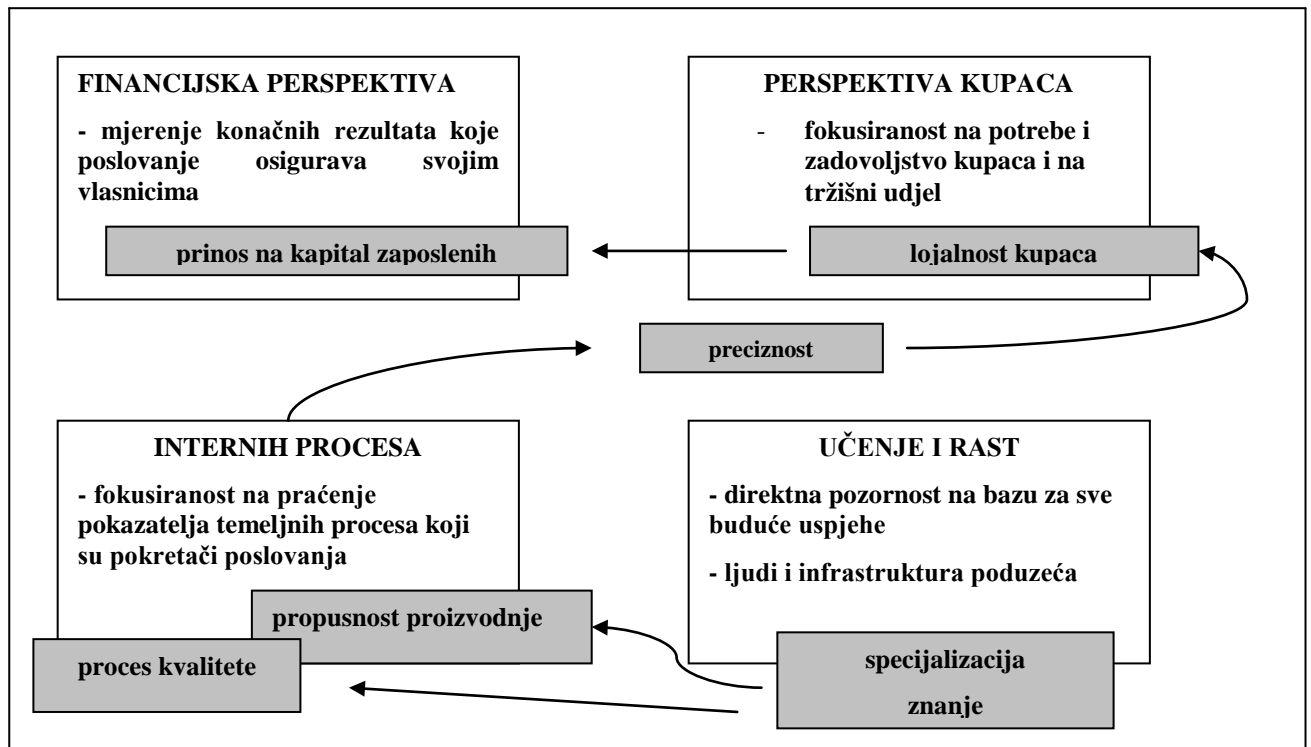 FINANCIJSKA PERSPEKTIVA
- mjerenje konačnih rezultata koje
poslovanje osigurava svojim
vlasnicima
prinos na kapital zaposlenih
PERSPEKTIVA KUPACA
- fokusiranost na potrebe i
zadovoljstvo kupaca i na
tržišni udjel
lojalnost kupaca
preciznost
INTERNIH PROCESA
- fokusiranost na praćenje
pokazatelja temeljnih procesa koji
su pokretači poslovanja
propusnost proizvodnje
proces kvalitete
UČENJE I RAST
- direktna pozornost na bazu za sve
buduće uspjehe
- ljudi i infrastruktura poduzeća
specijalizacija
znanje